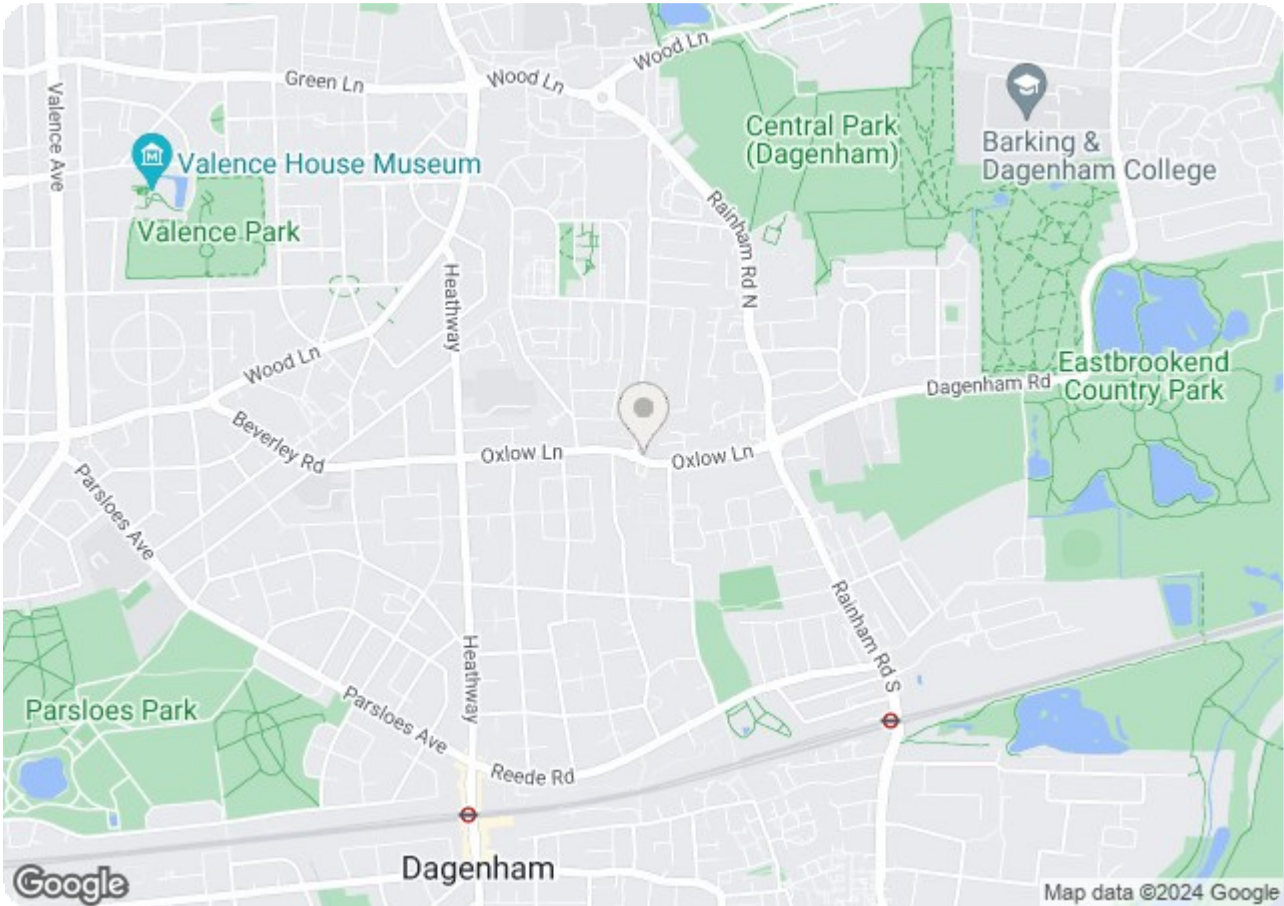 Wood Ln
Green Ln
Wood Ln
Valence Ave
Central Park
(Dagenham)
Barking &
Dagenham College
Valence House Museum
M
Valence Park
Rainham Rd N
Heathway
Wood Ln
Eastbrookend
Country Park
Dagenham Rd
Beverley Rd
Oxlow Ln
Oxlow Ln
Parsloes Ave
Rainham Rd S
Heathway
Parsloes Park
Parsloes Ave
Reede Rd
Dagenham
Google
Map data ©2024 Google